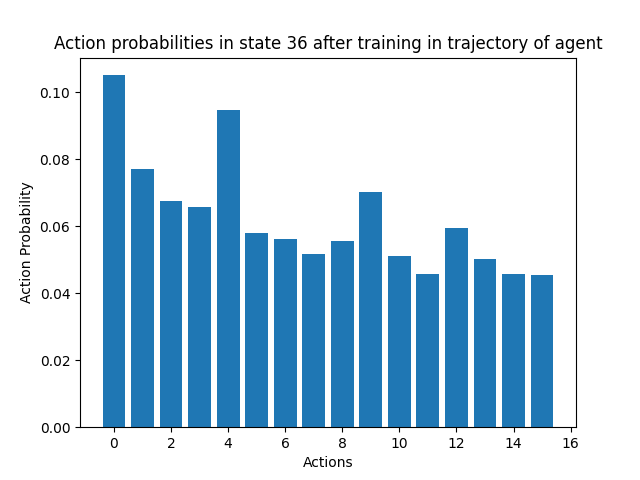 Action probabilities in state 36 after training in trajectory of agent
0.10
0.08
0.06
0.04
0.02
0.00
Action Probability
0 2 4 6 8 10 12 14 16
Actions